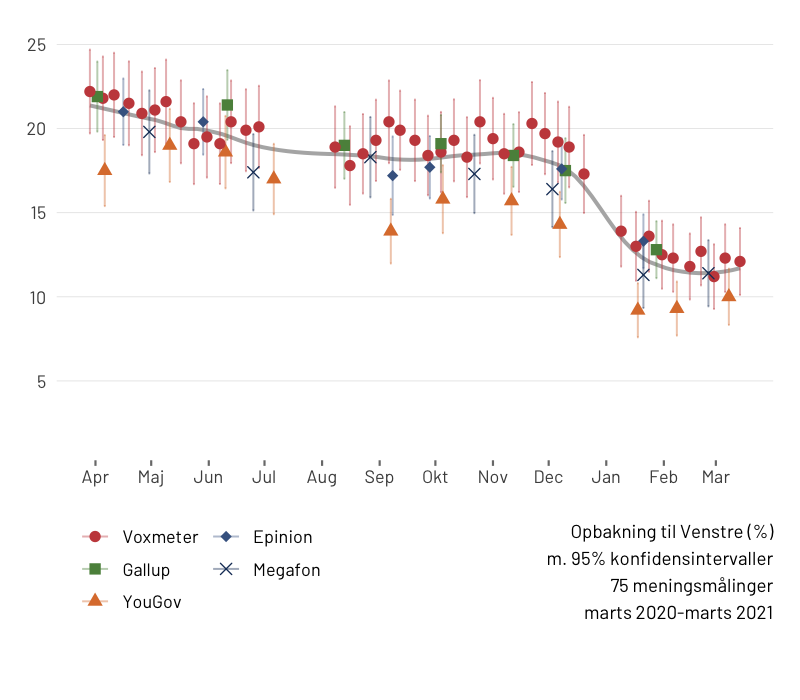 25
20
15
10
5
Apr Maj Jun Jul Aug Sep Okt Nov Dec Jan Feb Mar
Voxmeter Epinion
Gallup Megafon
YouGov
Opbakning til Venstre (%)
m. 95% konfidensintervaller
75 meningsmålinger
marts 2020-marts 2021